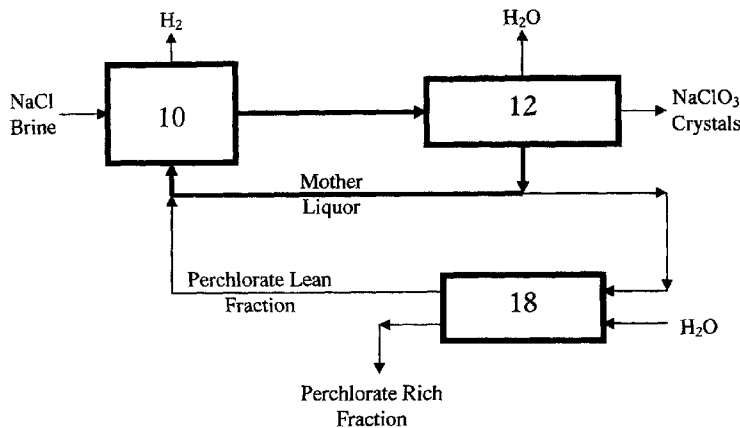 H₂
H₂O
NaCl
Brine
10
12
NaClO₃
Crystals
Mother
Liquor
Perchlorate Lean
Fraction
18
H₂O
Perchlorate Rich
Fraction